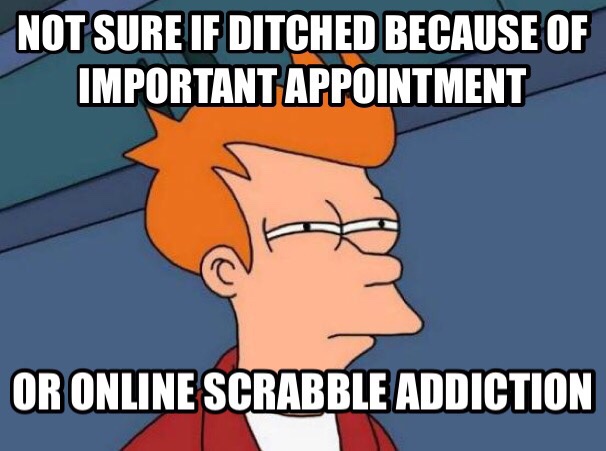 NOT SURE IF DITCHED BECAUSE OF
IMPORTANT APPOINTMENT
OR ONLINE SCRABBLE ADDICTION